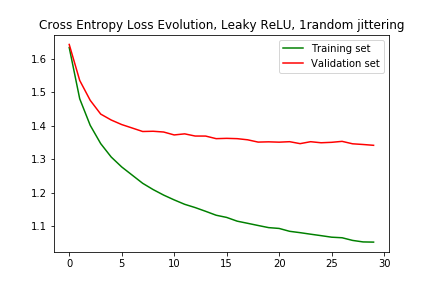 Cross Entropy Loss Evolution, Leaky ReLU, 1random jittering
Training set
Validation set
1.6
1.5
1.4
1.3
1.2
1.1
0 5 10 15 20 25 30